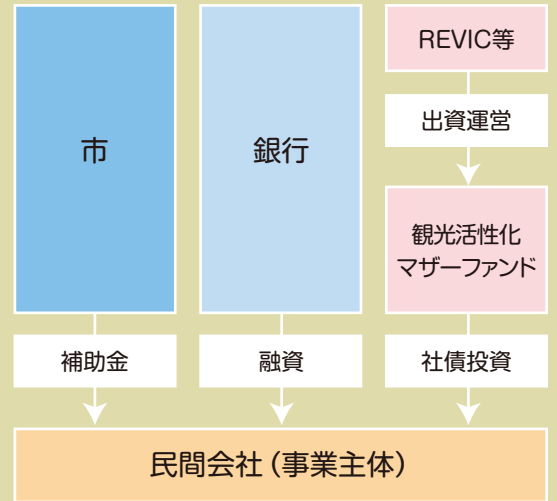 市
銀行
REVIC等
出資運営
観光活性化
マザーファンド
補助金
融資
社債投資
民間会社（事業主体）